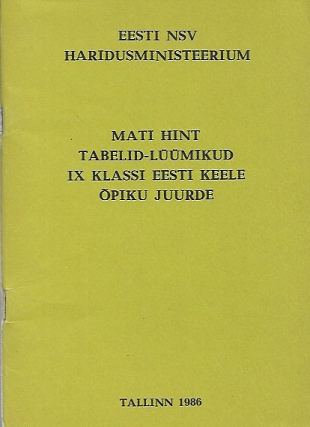 EESTI NSV
HARIDUSMINISTEERIUM
MATI HINT
TABELID-LÜÜMIKUD
IX KLASSI EESTI KEELE
ÕPIKU JUURDE
TALLINN 1986